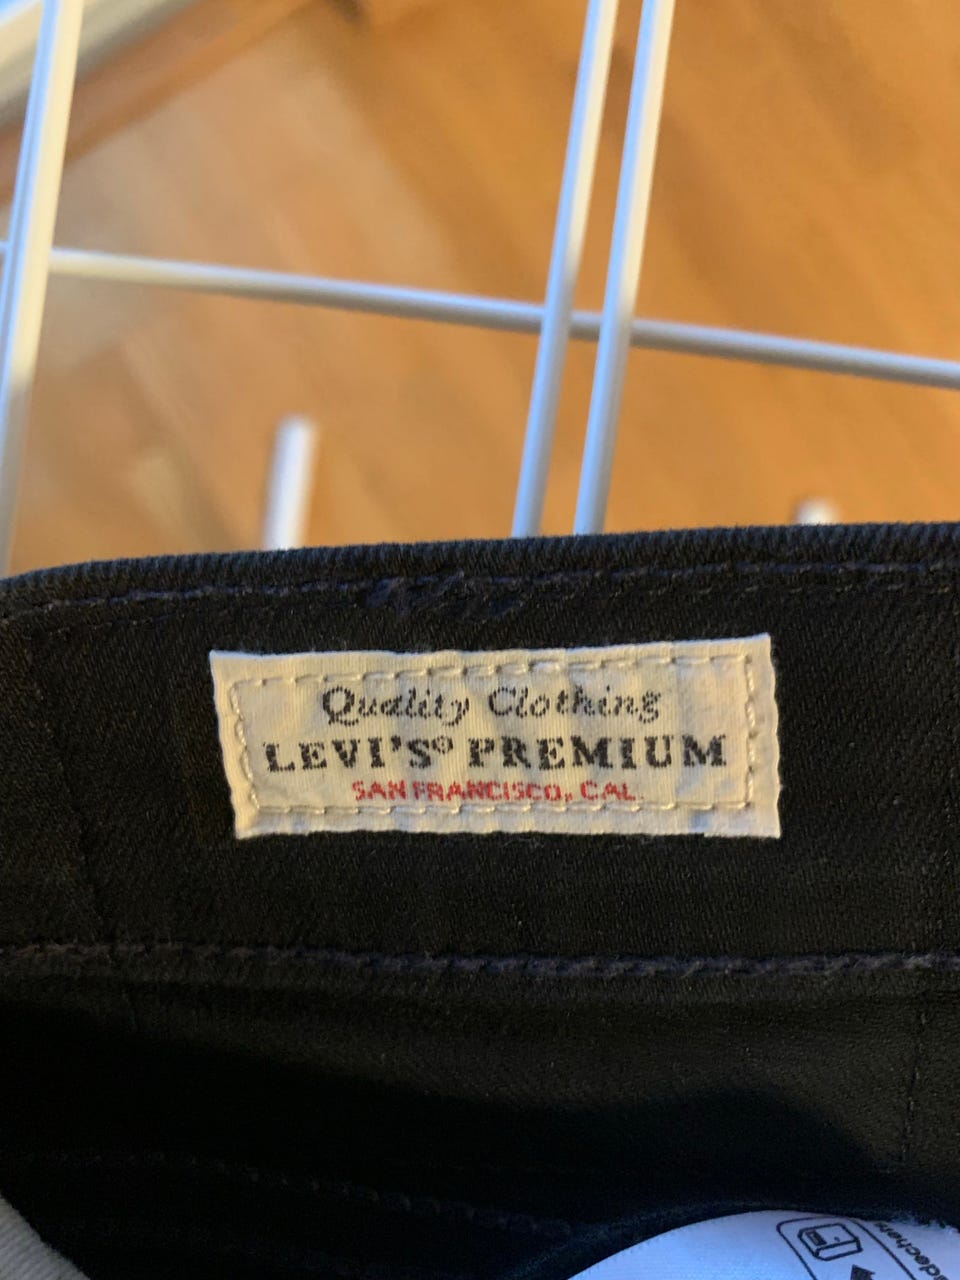 Quality Clothing
LEVI'S® PREMIUM
SAN FRANCISCO, CAL.